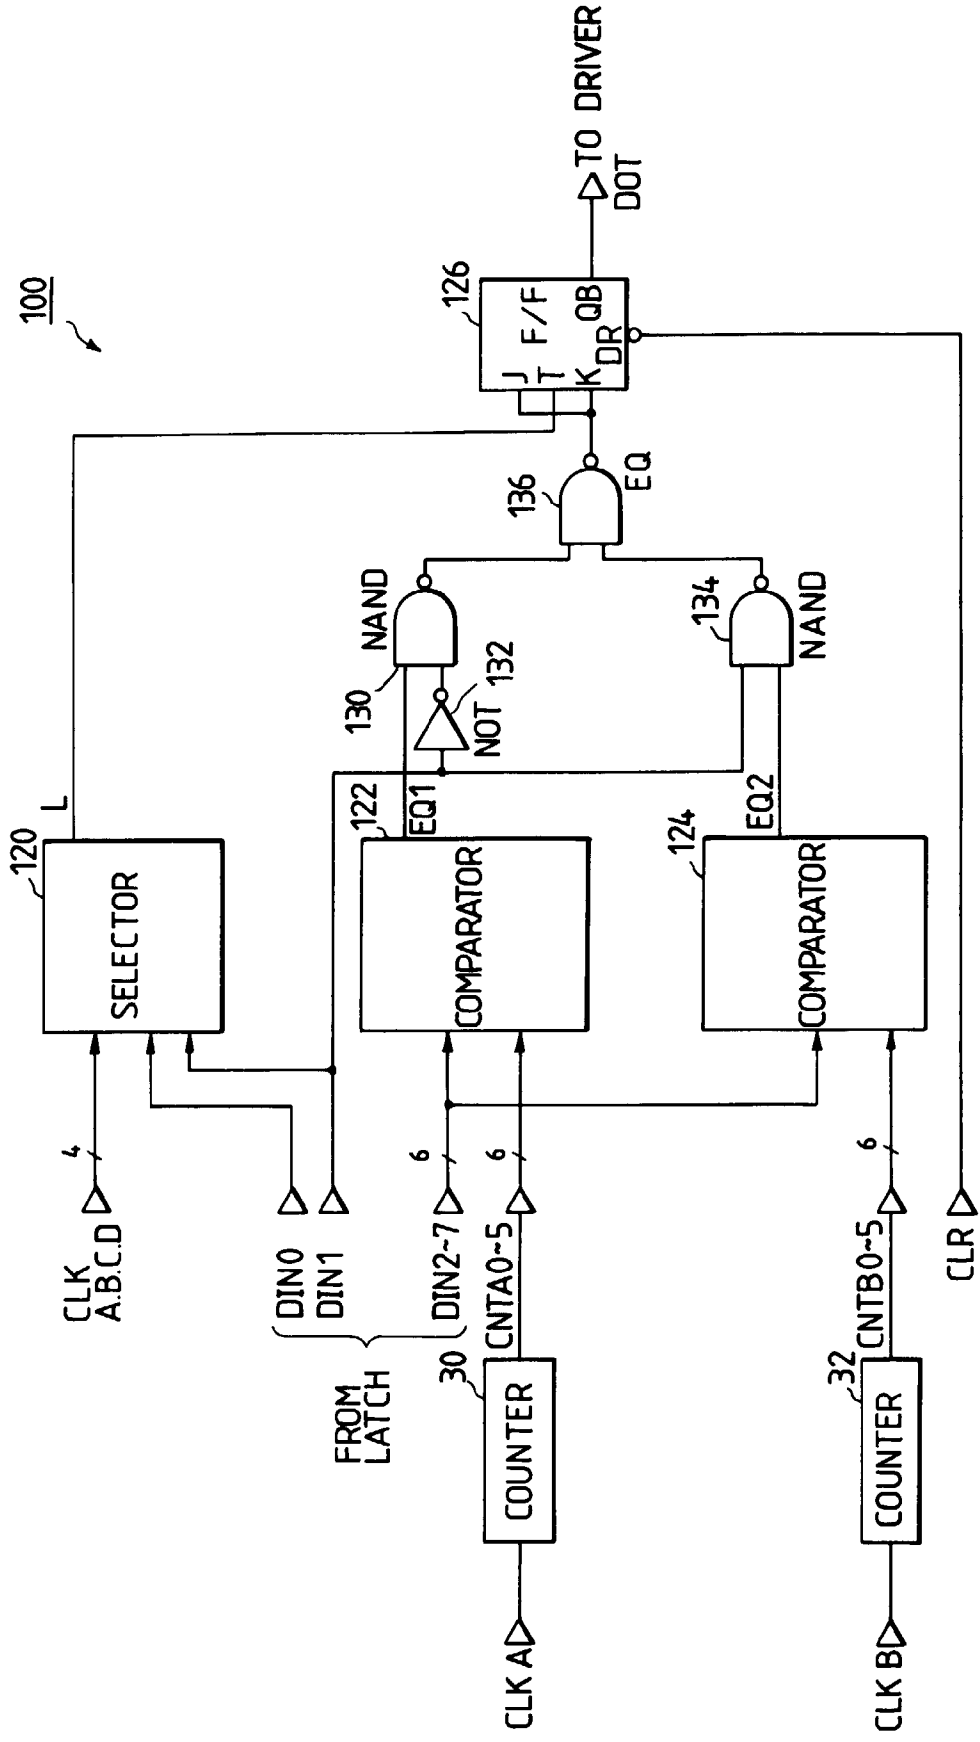 100
120
SELECTOR
L
CLK
A.B.C.D
4
DIN0
DIN1
DIN2~7
FROM
LATCH
6
CNTA0~5
6
30
COUNTER
CLK A
122
COMPARATOR
EQ1
NOT
132
130
NAND
124
COMPARATOR
EQ2
134
NAND
136
EQ
126
J
T
K
F/F
QB
DR
TO DRIVER
DOT
CNTB0~5
6
32
COUNTER
CLK B
CLR